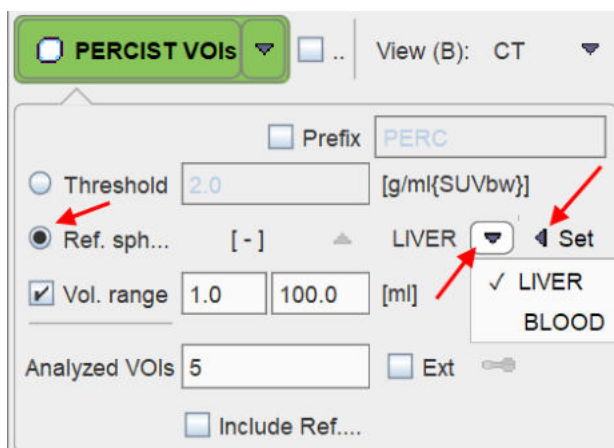 PERCIST VOIs .. View (B): CT
Prefix PERC
Threshold 2.0 [g/ml{SUVbw}]
Ref. sph... [ - ] LIVER Set
Vol. range 1.0 100.0 [ml] ✓ LIVER
BLOOD
Analyzed VOIs 5 Ext
Include Ref....